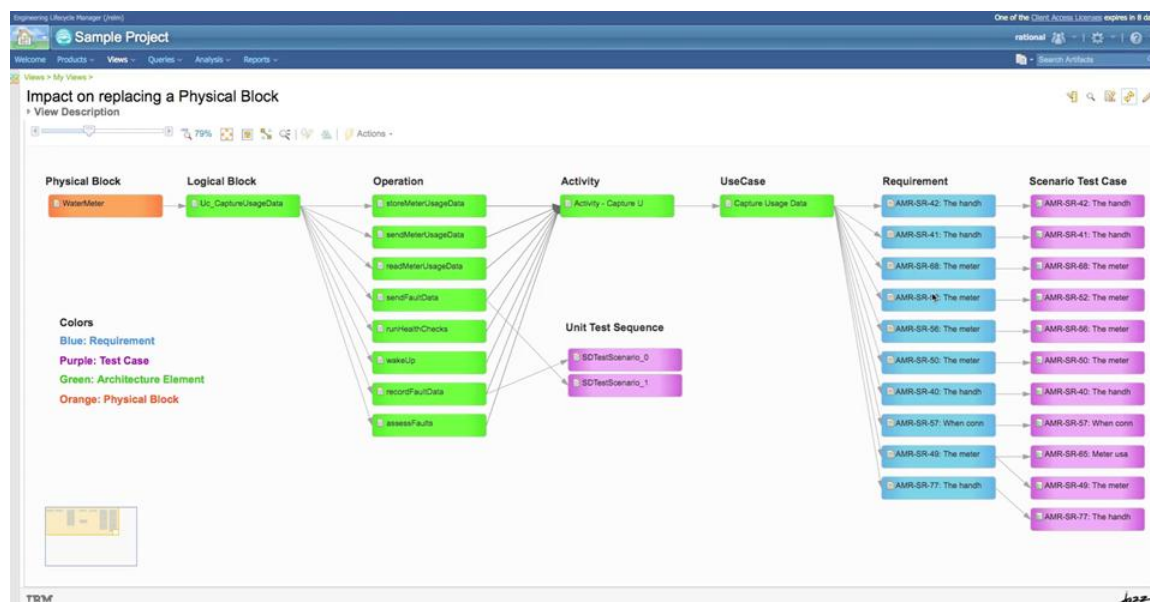 Engineering Lifecycle Manager (/relm)
One of the Client Access Licenses expires in 8 da
Sample Project
rational
Welcome Products Views Queries Analysis Reports
Search Artifacts
Views > My Views >
Impact on replacing a Physical Block
View Description
79% Actions
Physical Block Logical Block Operation Activity UseCase Requirement Scenario Test Case
WaterMeter Uc_CaptureUsageData storeMeterUsageData Activity - Capture U Capture Usage Data AMR-SR-42: The handh AMR-SR-42: The handh
sendMeterUsageData AMR-SR-41: The handh AMR-SR-41: The handh
readMeterUsageData AMR-SR-68: The meter AMR-SR-68: The meter
sendFaultData The meter AMR-SR-52: The meter
Colors
runHealthChecks Unit Test Sequence AMR-SR-56: The meter AMR-SR-56: The meter
Blue: Requirement
Purple: Test Case wakeUp SDTestScenario_0 AMR-SR-50: The meter AMR-SR-50: The meter
Green: Architecture Element
recordFaultData SDTestScenario_1 AMR-SR-40: The handh AMR-SR-40: The handh
Orange: Physical Block
assessFaults AMR-SR-57: When conn AMR-SR-57: When conn
AMR-SR-49: The meter AMR-SR-65: Meter usa
AMR-SR-77: The handh AMR-SR-49: The meter
AMR-SR-77: The handh
IBM